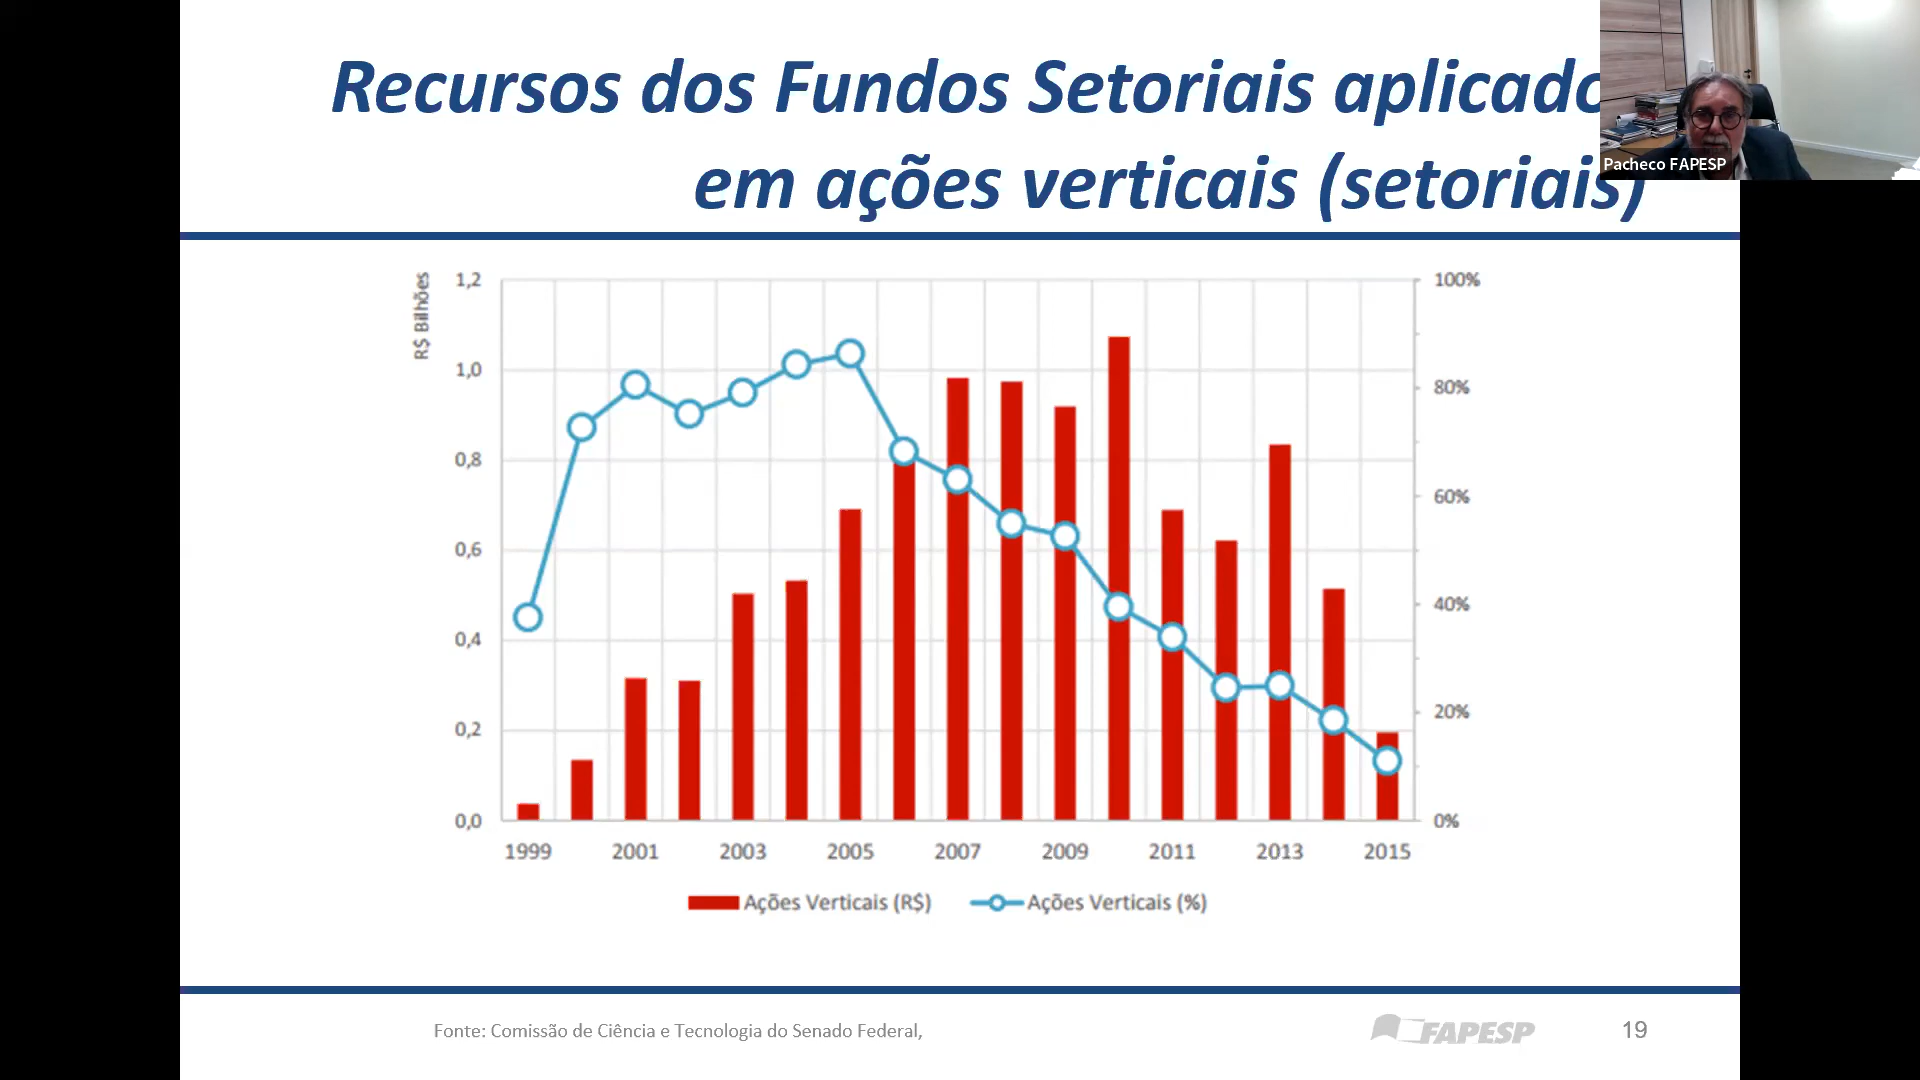 Recursos dos Fundos Setoriais aplicado
em ações verticais (setoriais)
Pacheco FAPESP
R$ Bilhões
1,2
1,0
0,8
0,6
0,4
0,2
0,0
100%
80%
60%
40%
20%
0%
1999 2001 2003 2005 2007 2009 2011 2013 2015
Ações Verticais (R$) Ações Verticais (%)
Fonte: Comissão de Ciência e Tecnologia do Senado Federal,
FAPESP
19